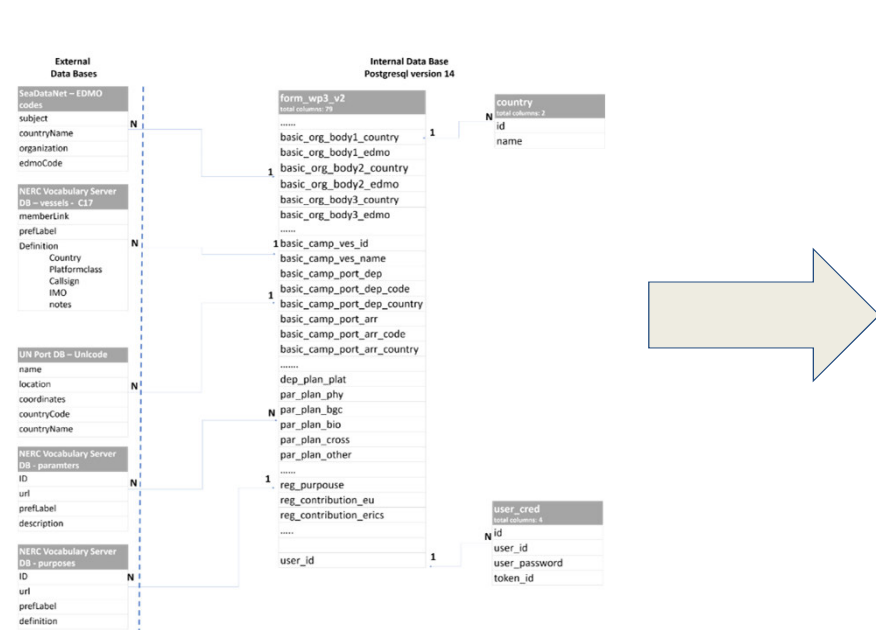 External
Data Bases
SeaDataNet – EDMO
codes
subject
countryName
organization
edmoCode
N
NERC Vocabulary Server
DB – vessels - C17
memberLink
prefLabel
Definition
Country
Platformclass
Callsign
IMO
notes
N
UN Port DB – Unlcode
name
location
coordinates
countryCode
countryName
N
NERC Vocabulary Server
DB - paramters
ID
url
prefLabel
description
N
NERC Vocabulary Server
DB - purposes
ID
url
prefLabel
definition
N
Internal Data Base
Postgresql version 14
form_wp3_v2
total columns: 79
......
basic_org_body1_country
basic_org_body1_edmo
basic_org_body2_country
basic_org_body2_edmo
basic_org_body3_country
basic_org_body3_edmo
......
basic_camp_ves_id
basic_camp_ves_name
basic_camp_port_dep
basic_camp_port_dep_code
basic_camp_port_dep_country
basic_camp_port_arr
basic_camp_port_arr_code
basic_camp_port_arr_country
.......
dep_plan_plat
par_plan_phy
par_plan_bgc
par_plan_bio
par_plan_cross
par_plan_other
......
reg_purpouse
reg_contribution_eu
reg_contribution_erics
.....
user_id
1
1
1
N
1
1
1
N
country
total columns: 2
id
name
user_cred
total columns: 4
N
id
user_id
user_password
token_id